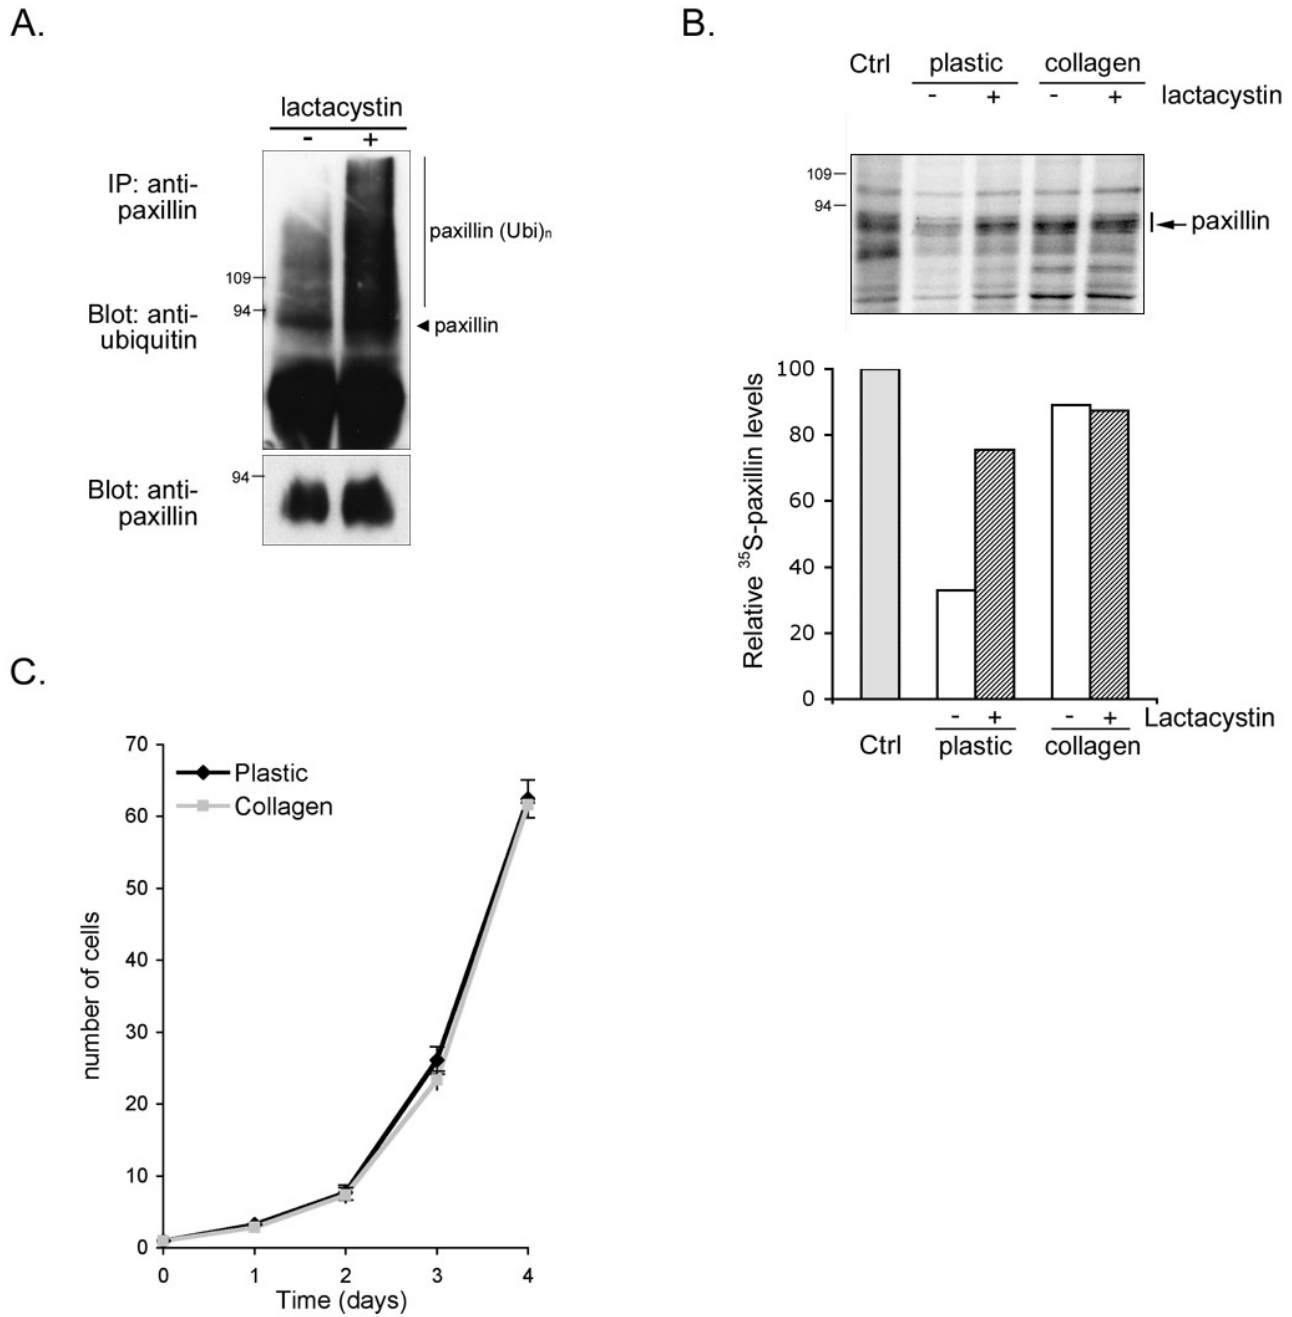 A.
lactacystin
- +
IP: anti-
paxillin
paxillin (Ubi)n
109
94
Blot: anti-
ubiquitin
paxillin
94
Blot: anti-
paxillin
B.
Ctrl plastic collagen
- + - + lactacystin
109
94
paxillin
Relative 35S-paxillin levels
100
80
60
40
20
0
- + - + Lactacystin
Ctrl plastic collagen
C.
number of cells
70
60
50
40
30
20
10
0
Plastic
Collagen
0 1 2 3 4
Time (days)